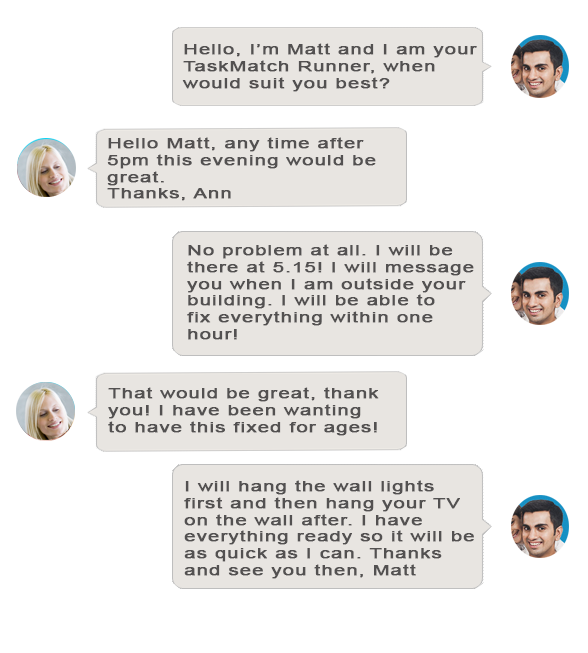 Hello, I'm Matt and I am your
TaskMatch Runner, when
would suit you best?
Hello Matt, any time after
5pm this evening would be
great.
Thanks, Ann
No problem at all. I will be
there at 5.15! I will message
you when I am outside your
building. I will be able to
fix everything within one
hour!
That would be great, thank
you! I have been wanting
to have this fixed for ages!
I will hang the wall lights
first and then hang your TV
on the wall after. I have
everything ready so it will be
as quick as I can. Thanks
and see you then, Matt